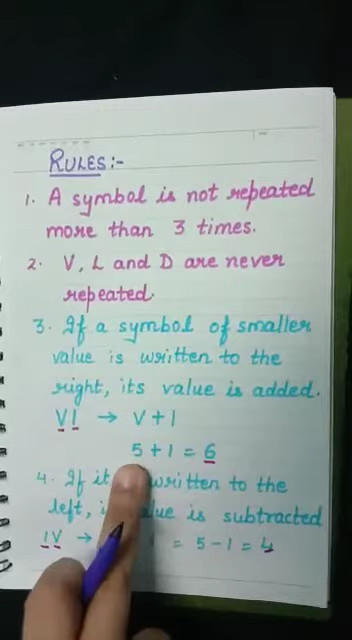 RULES:-
1. A symbol is not repeated
more than 3 times.
2. V, L and D are never
repeated.
3. If a symbol of smaller
value is written to the
right, its value is added.
VI → V+1
5+1 = 6
4. If it written to the
left, value is subtracted
IV → = 5-1 = 4